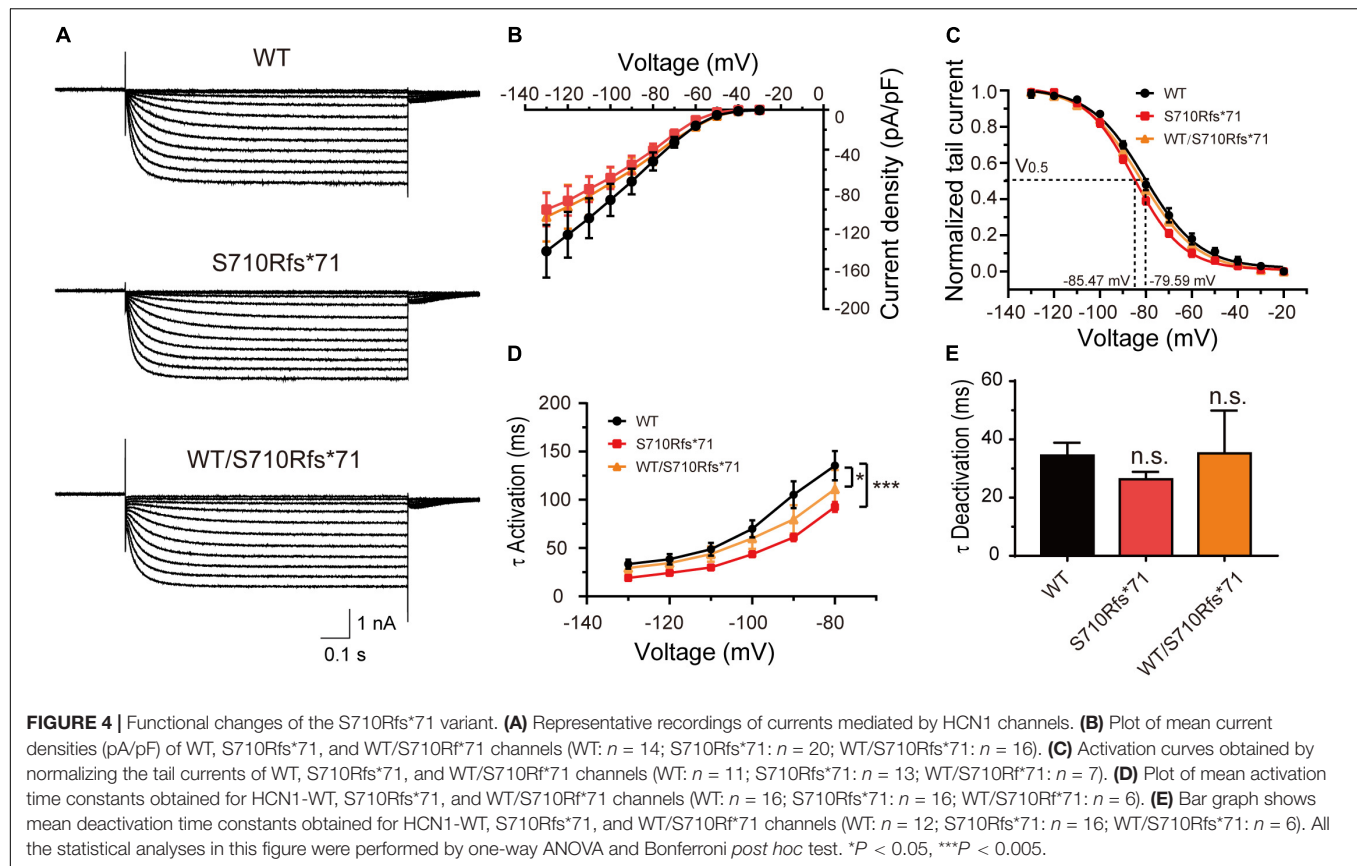 A
WT
S710Rfs*71
WT/S710Rfs*71
1 nA
0.1 s
B
Voltage (mV)
-140 -120 -100 -80 -60 -40 -20 0
0
-40
-80
-120
-160
-200
Current density (pA/pF)
C
Normalized tail current
1.0
0.8
0.6
0.4
0.2
0.0
WT
S710Rfs*71
WT/S710Rfs*71
V0.5
-85.47 mV
-79.59 mV
-140 -120 -100 -80 -60 -40 -20
Voltage (mV)
D
τ Activation (ms)
200
150
100
50
0
WT
S710Rfs*71
WT/S710Rfs*71
*
***
-140 -120 -100 -80
Voltage (mV)
E
τ Deactivation (ms)
60
40
20
0
n.s.
n.s.
WT
S710Rfs*71
WT/S710Rfs*71
FIGURE 4 | Functional changes of the S710Rfs*71 variant. (A) Representative recordings of currents mediated by HCN1 channels. (B) Plot of mean current
densities (pA/pF) of WT, S710Rfs*71, and WT/S710Rf*71 channels (WT: n = 14; S710Rfs*71: n = 20; WT/S710Rfs*71: n = 16). (C) Activation curves obtained by
normalizing the tail currents of WT, S710Rfs*71, and WT/S710Rf*71 channels (WT: n = 11; S710Rfs*71: n = 13; WT/S710Rf*71: n = 7). (D) Plot of mean activation
time constants obtained for HCN1-WT, S710Rfs*71, and WT/S710Rf*71 channels (WT: n = 16; S710Rfs*71: n = 16; WT/S710Rf*71: n = 6). (E) Bar graph shows
mean deactivation time constants obtained for HCN1-WT, S710Rfs*71, and WT/S710Rf*71 channels (WT: n = 12; S710Rfs*71: n = 16; WT/S710Rfs*71: n = 6). All
the statistical analyses in this figure were performed by one-way ANOVA and Bonferroni post hoc test. *P < 0.05, ***P < 0.005.